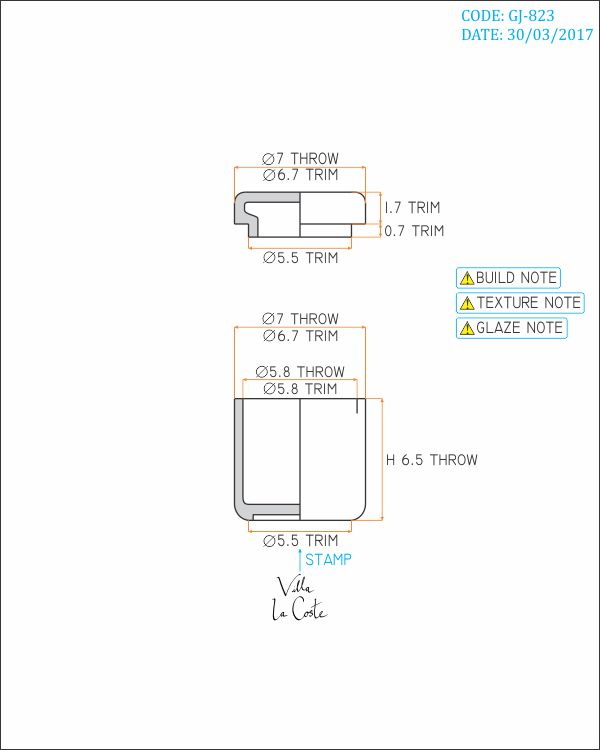 CODE: GJ-823
DATE: 30/03/2017
∅7 THROW
∅6.7 TRIM
1.7 TRIM
0.7 TRIM
∅5.5 TRIM
BUILD NOTE
TEXTURE NOTE
GLAZE NOTE
∅7 THROW
∅6.7 TRIM
∅5.8 THROW
∅5.8 TRIM
H 6.5 THROW
∅5.5 TRIM
STAMP
Villa
La Coste